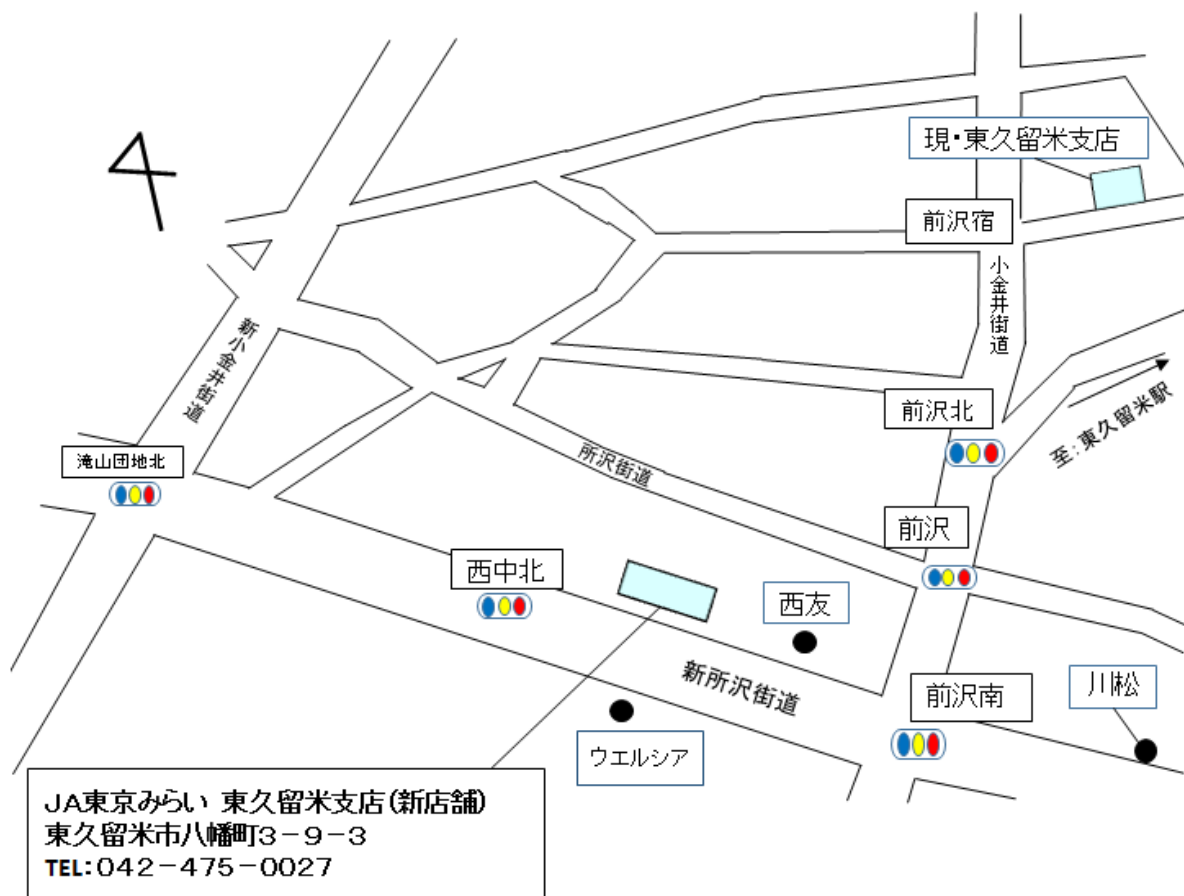 現・東久留米支店
前沢宿
小金井街道
新小金井街道
前沢北
至:東久留米駅
滝山団地北
所沢街道
前沢
西中北
西友
新所沢街道
前沢南
川松
ウエルシア
JA東京みらい 東久留米支店(新店舗)
東久留米市八幡町3-9-3
TEL:042-475-0027